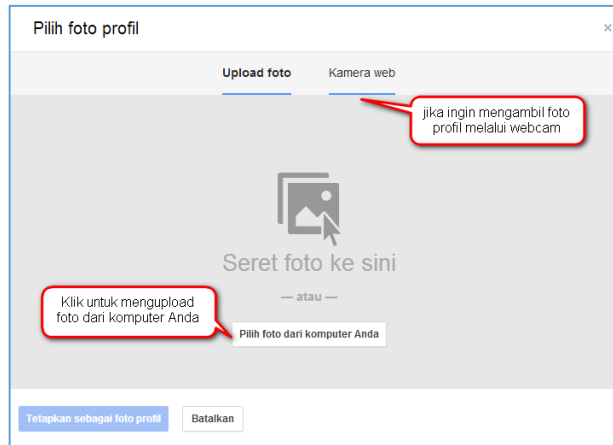 Pilih foto profil
×
Upload foto Kamera web
jika ingin mengambil foto
profil melalui webcam
Seret foto ke sini
— atau —
Klik untuk mengupload
foto dari komputer Anda
Pilih foto dari komputer Anda
Tetapkan sebagai foto profil Batalkan